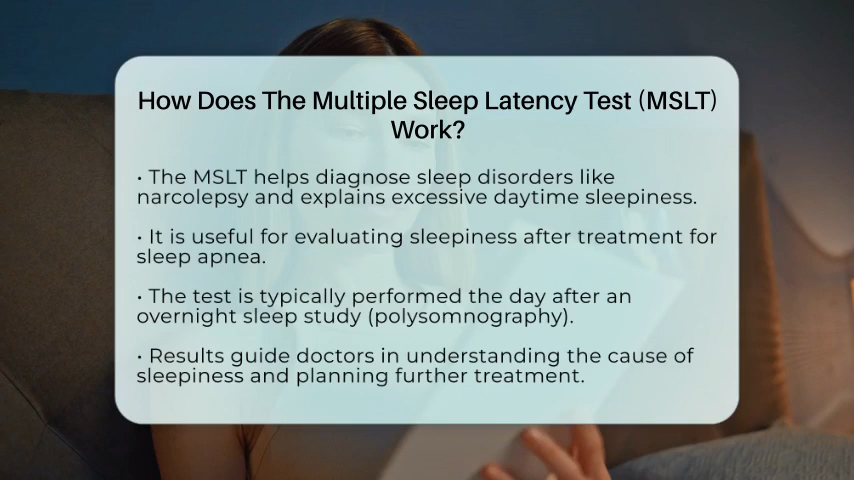 How Does The Multiple Sleep Latency Test (MSLT)
Work?
• The MSLT helps diagnose sleep disorders like
narcolepsy and explains excessive daytime sleepiness.
• It is useful for evaluating sleepiness after treatment for
sleep apnea.
• The test is typically performed the day after an
overnight sleep study (polysomnography).
• Results guide doctors in understanding the cause of
sleepiness and planning further treatment.